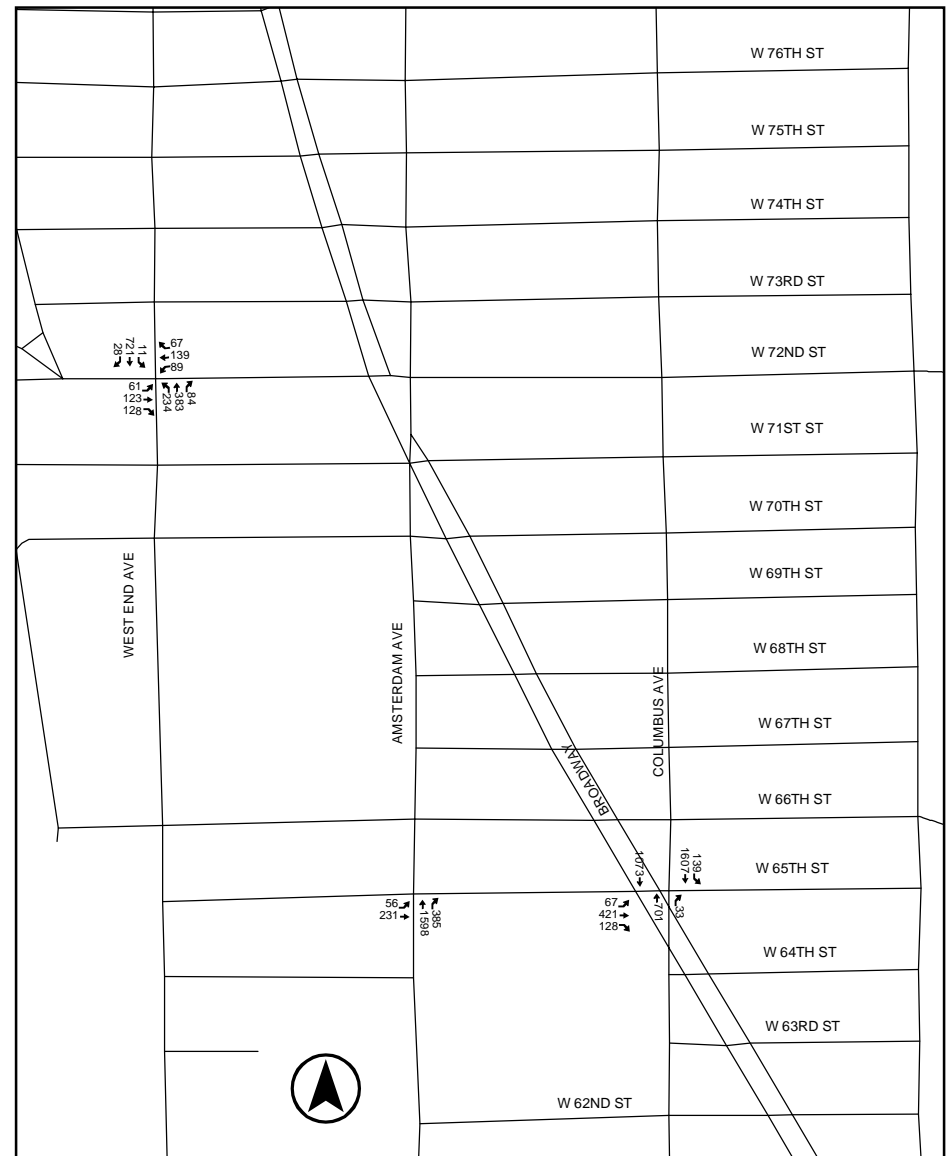 W 76TH ST
W 75TH ST
W 74TH ST
W 73RD ST
W 72ND ST
28
721
11
67
139
89
61
123
128
234
383
84
W 71ST ST
W 70TH ST
WEST END AVE
W 69TH ST
AMSTERDAM AVE
W 68TH ST
COLUMBUS AVE
W 67TH ST
BROADWAY
W 66TH ST
1073
1607
139
W 65TH ST
56
231
1598
385
67
421
128
701
33
W 64TH ST
W 63RD ST
W 62ND ST